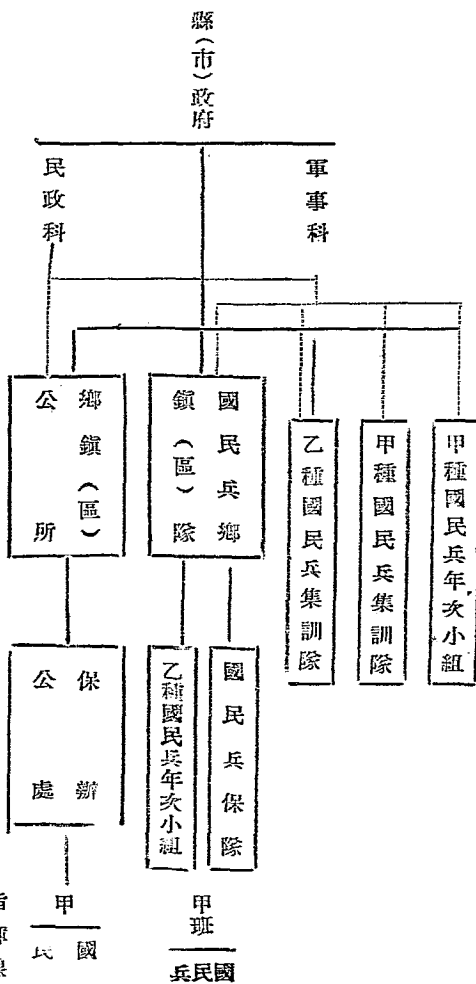 縣（市）政府
軍事科
民政科
甲種國民兵年次小組
甲種國民兵集訓隊
乙種國民兵集訓隊
國民兵鄉
鎮（區）隊
鄉鎮（區）
公所
國民兵保隊
乙種國民兵年次小組
保辦
公處
甲班
國民兵
甲
國民